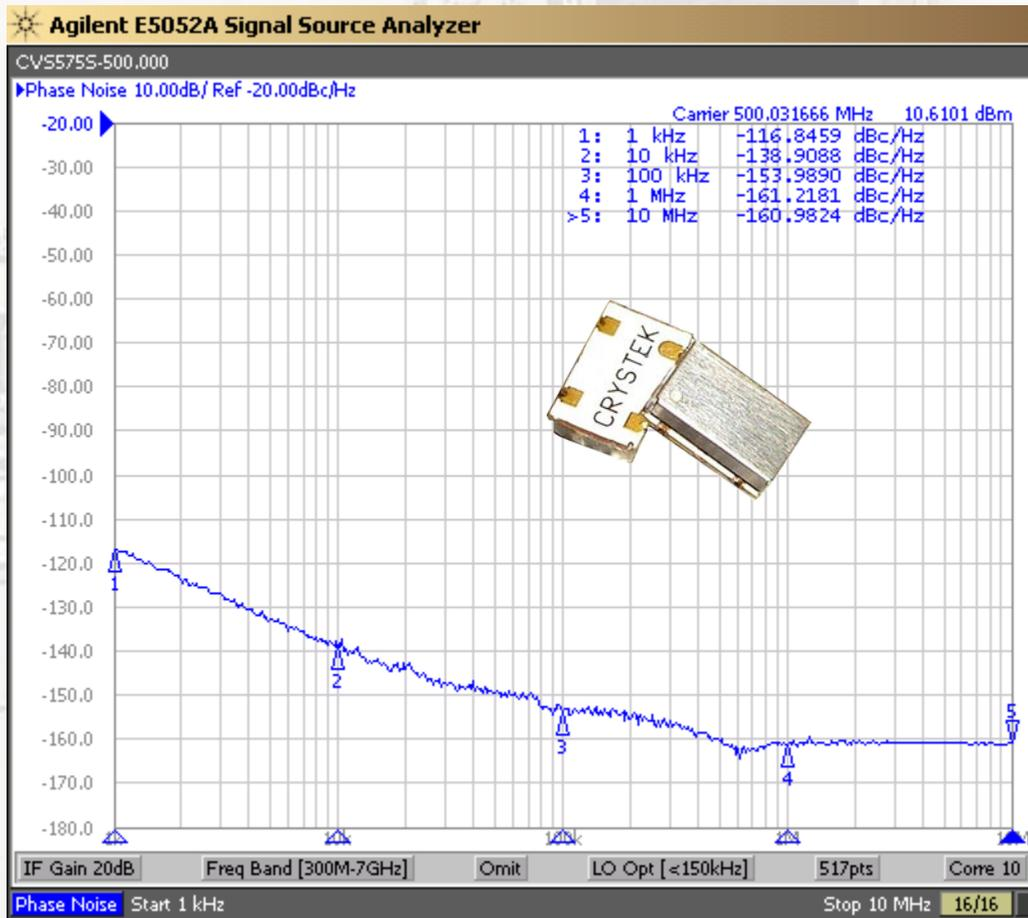 Agilent E5052A Signal Source Analyzer
CVS575S-500.000
▶Phase Noise 10.00dB/ Ref -20.00dBc/Hz
Carrier 500.031666 MHz 10.6101 dBm
1: 1 kHz -116.8459 dBc/Hz
2: 10 kHz -138.9088 dBc/Hz
3: 100 kHz -153.9890 dBc/Hz
4: 1 MHz -161.2181 dBc/Hz
>5: 10 MHz -160.9824 dBc/Hz
-20.00
-30.00
-40.00
-50.00
-60.00
-70.00
-80.00
-90.00
-100.0
-110.0
-120.0
-130.0
-140.0
-150.0
-160.0
-170.0
-180.0
CRYSTEK
1
2
3
4
5
10k
100k
1M
IF Gain 20dB Freq Band [300M-7GHz] Omit LO Opt [<150kHz] 517pts Corre 10
Phase Noise Start 1 kHz Stop 10 MHz 16/16